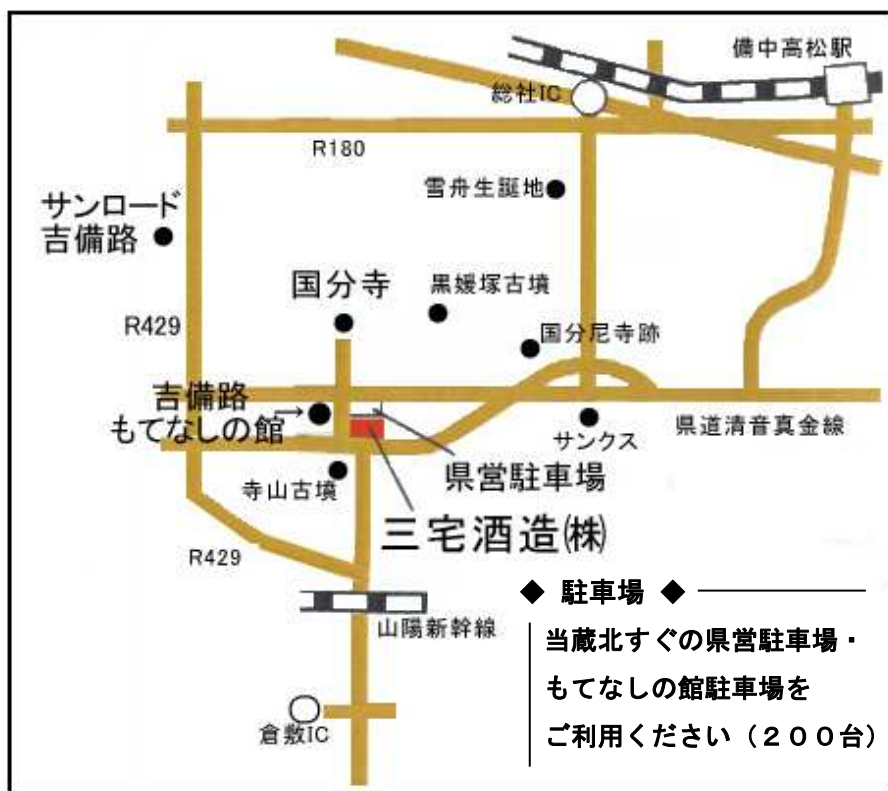 備中高松駅
総社IC
R180
雪舟生誕地
サンロード
吉備路
国分寺
黒媛塚古墳
R429
国分尼寺跡
吉備路
もてなしの館
→
県道清音真金線
サンクス
県営駐車場
寺山古墳
三宅酒造㈱
R429
◆ 駐車場 ◆
山陽新幹線
当蔵北すぐの県営駐車場・
もてなしの館駐車場を
ご利用ください（２００台）
倉敷IC